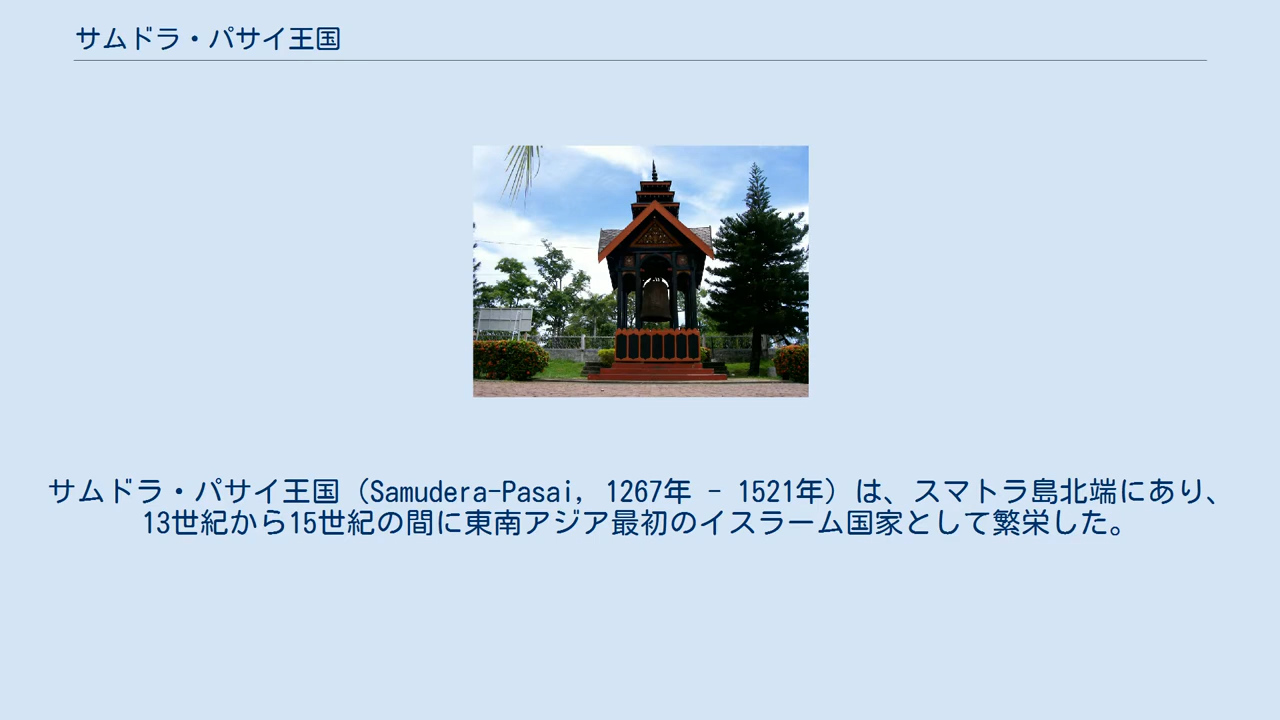 サムドラ・パサイ王国
サムドラ・パサイ王国（Samudera-Pasai, 1267年 - 1521年）は、スマトラ島北端にあり、
13世紀から15世紀の間に東南アジア最初のイスラーム国家として繁栄した。